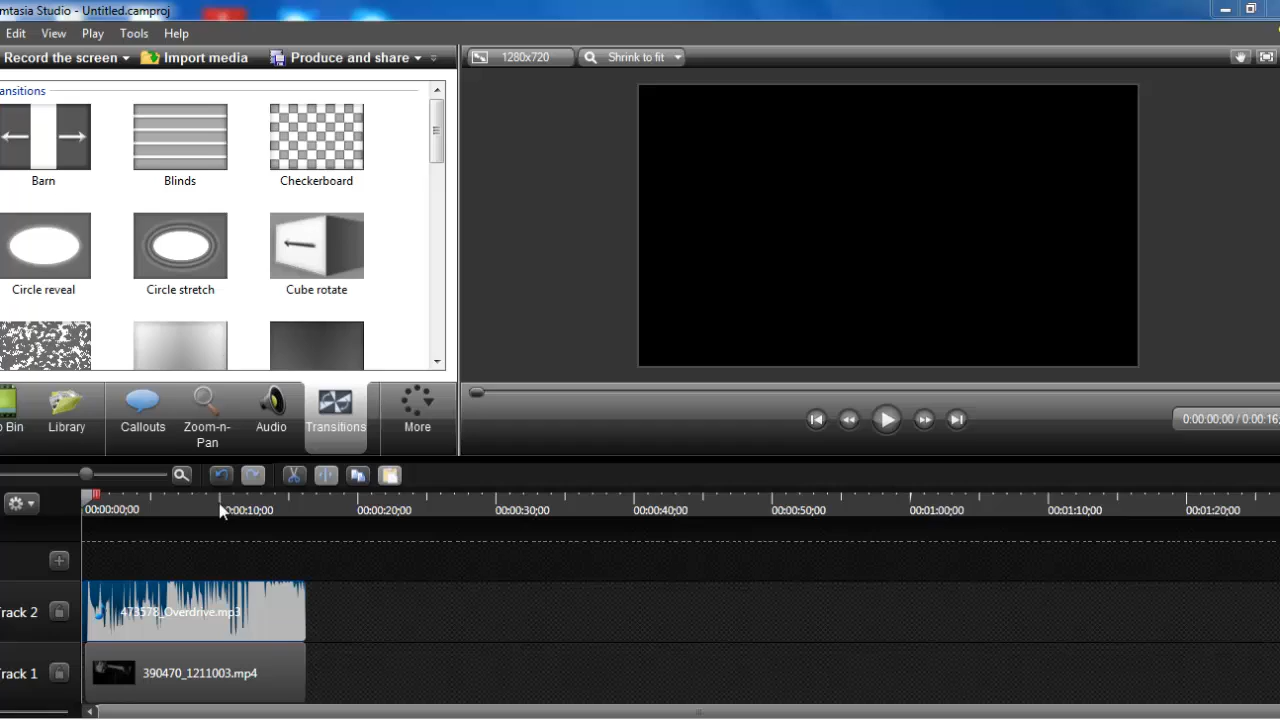 mtasia Studio - Untitled.camproj
Edit View Play Tools Help
Record the screen Import media Produce and share
1280x720 Shrink to fit
ansitions
Barn Blinds Checkerboard
Circle reveal Circle stretch Cube rotate
o Bin Library Callouts Zoom-n-Pan Audio Transitions More
0:00:00;00 / 0:00:16;
00:00:00;00 00:00:10;00 00:00:20;00 00:00:30;00 00:00:40;00 00:00:50;00 00:01:00;00 00:01:10;00 00:01:20;00
rack 2 473578_Overdrive.mp3
rack 1 390470_1211003.mp4